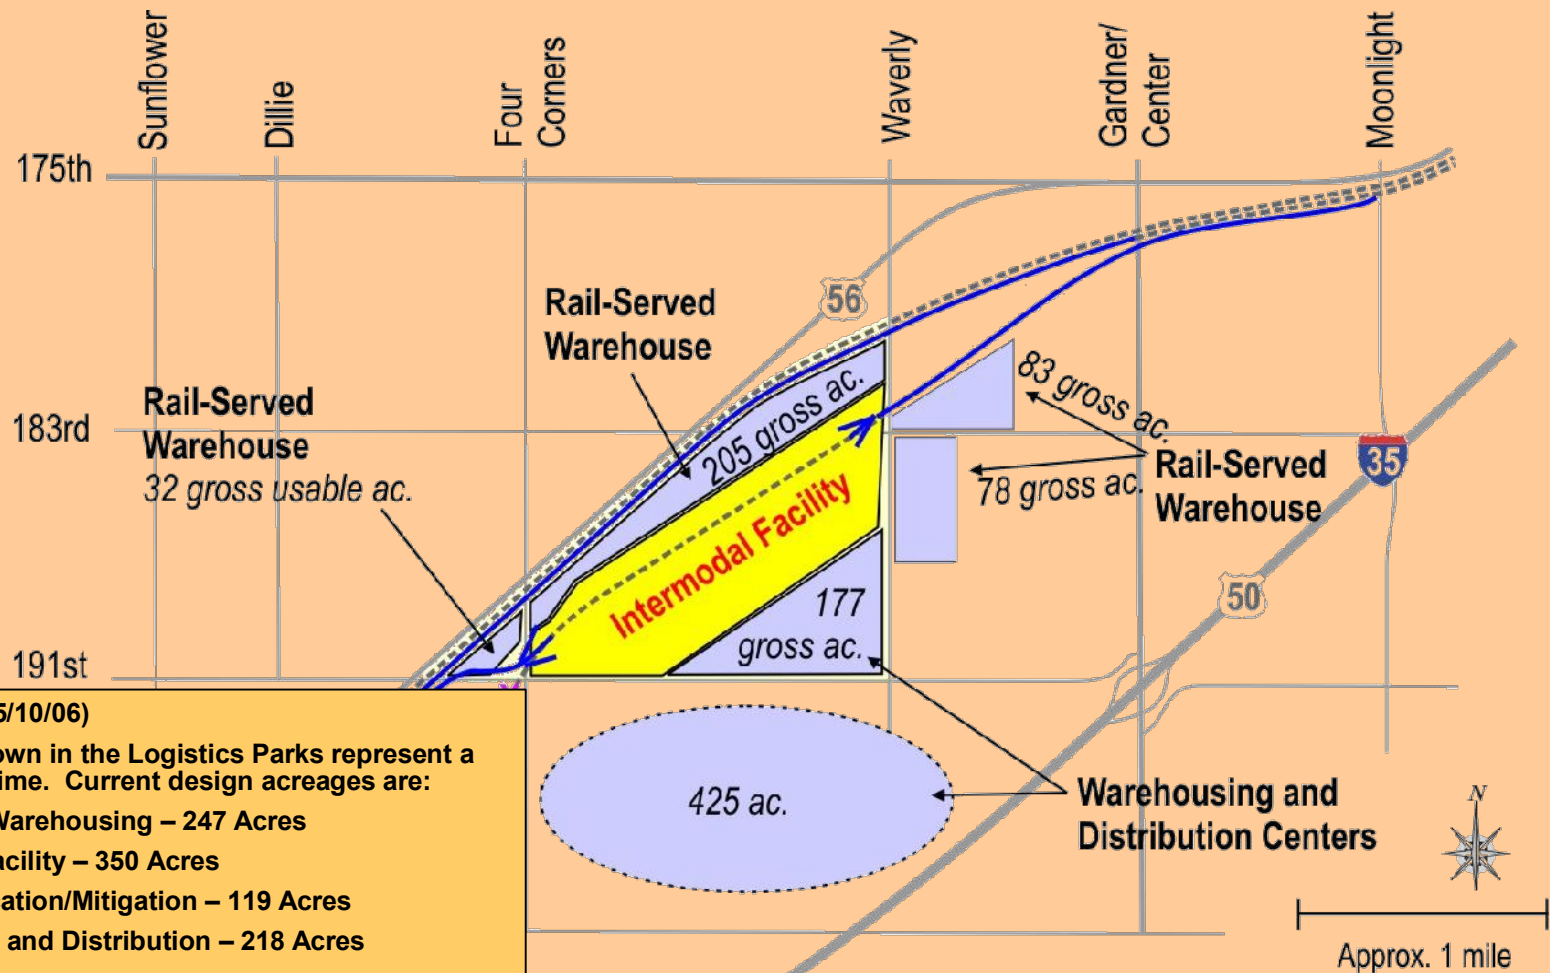 Sunflower
Dillie
Four
Corners
Waverly
Gardner/
Center
Moonlight
175th
56
Rail-Served
Warehouse
205 gross ac.
83 gross ac.
Rail-Served
Warehouse
32 gross usable ac.
183rd
78 gross ac.
Rail-Served
Warehouse
35
Intermodal Facility
50
177
gross ac.
191st
5/10/06)
own in the Logistics Parks represent a
ime. Current design acreages are:
Warehousing – 247 Acres
acility – 350 Acres
ation/Mitigation – 119 Acres
and Distribution – 218 Acres
425 ac.
Warehousing and
Distribution Centers
N
Approx. 1 mile